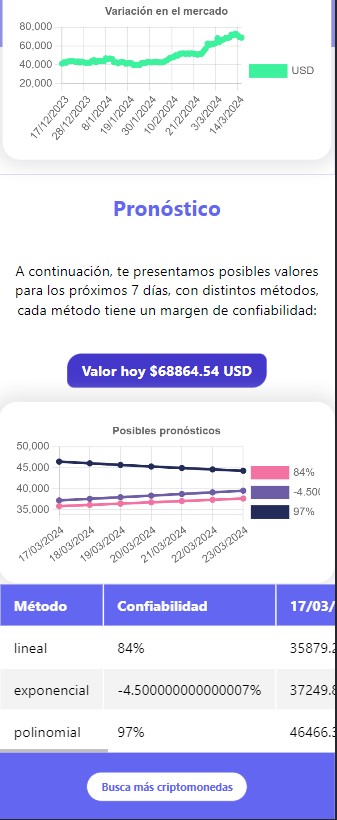 Variación en el mercado
80,000
60,000
40,000
20,000
USD
17/12/2023
28/12/2023
8/1/2024
19/1/2024
30/1/2024
10/2/2024
21/2/2024
3/3/2024
14/3/2024
Pronóstico
A continuación, te presentamos posibles valores
para los próximos 7 días, con distintos métodos,
cada método tiene un margen de confiabilidad:
Valor hoy $68864.54 USD
Posibles pronósticos
50,000
45,000
40,000
35,000
84%
-4.500
97%
17/03/2024
18/03/2024
19/03/2024
20/03/2024
21/03/2024
22/03/2024
23/03/2024
Método Confiabilidad 17/03/
lineal 84% 35879.2
exponencial -4.500000000000007% 37249.8
polinomial 97% 46466.3
Busca más criptomonedas